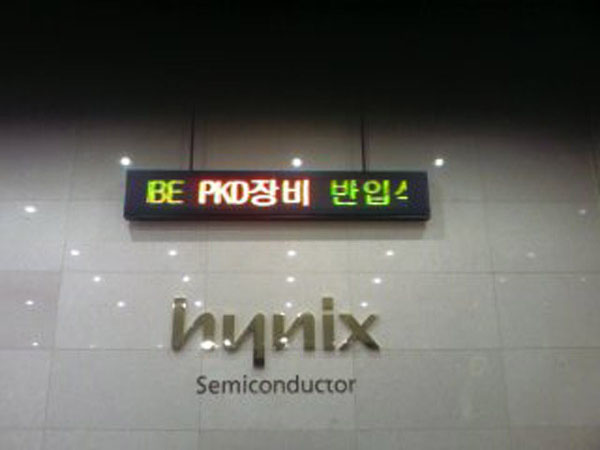 BE PKD장비 반입
hynix
Semiconductor